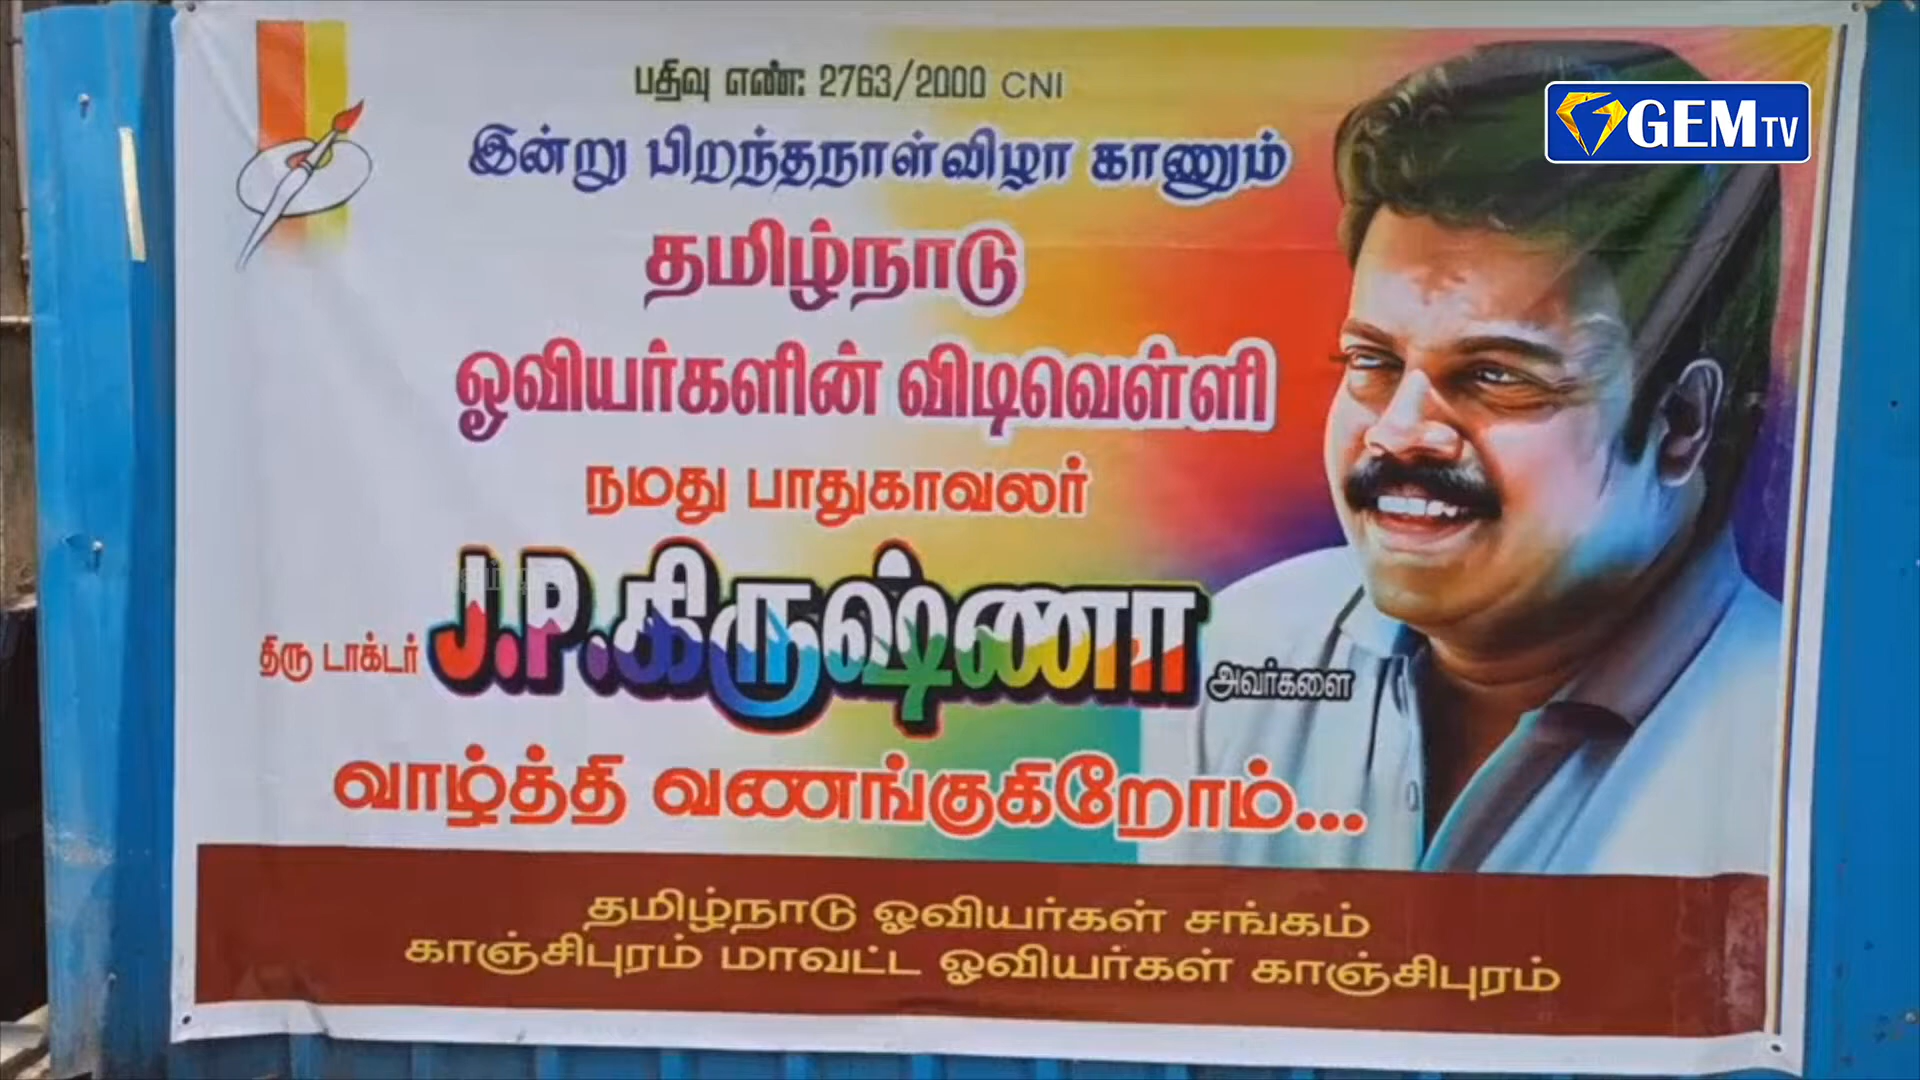 பதிவு எண்: 2763/2000 CNI
GEM TV
இன்று பிறந்தநாள்விழா காணும்
தமிழ்நாடு
ஓவியர்களின் விடிவெள்ளி
நமது பாதுகாவலர்
திரு டாக்டர் J.P.கிருஷ்ணா அவர்களை
வாழ்த்தி வணங்குகிறோம்...
தமிழ்நாடு ஓவியர்கள் சங்கம்
காஞ்சிபுரம் மாவட்ட ஓவியர்கள் காஞ்சிபுரம்